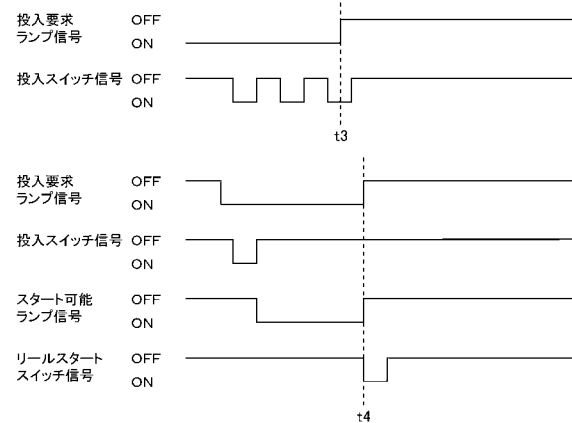 投入要求
ランプ信号
OFF
ON
投入スイッチ信号 OFF
ON
t3
投入要求
ランプ信号
OFF
ON
投入スイッチ信号 OFF
ON
スタート可能
ランプ信号
OFF
ON
リールスタート
スイッチ信号
OFF
ON
t4